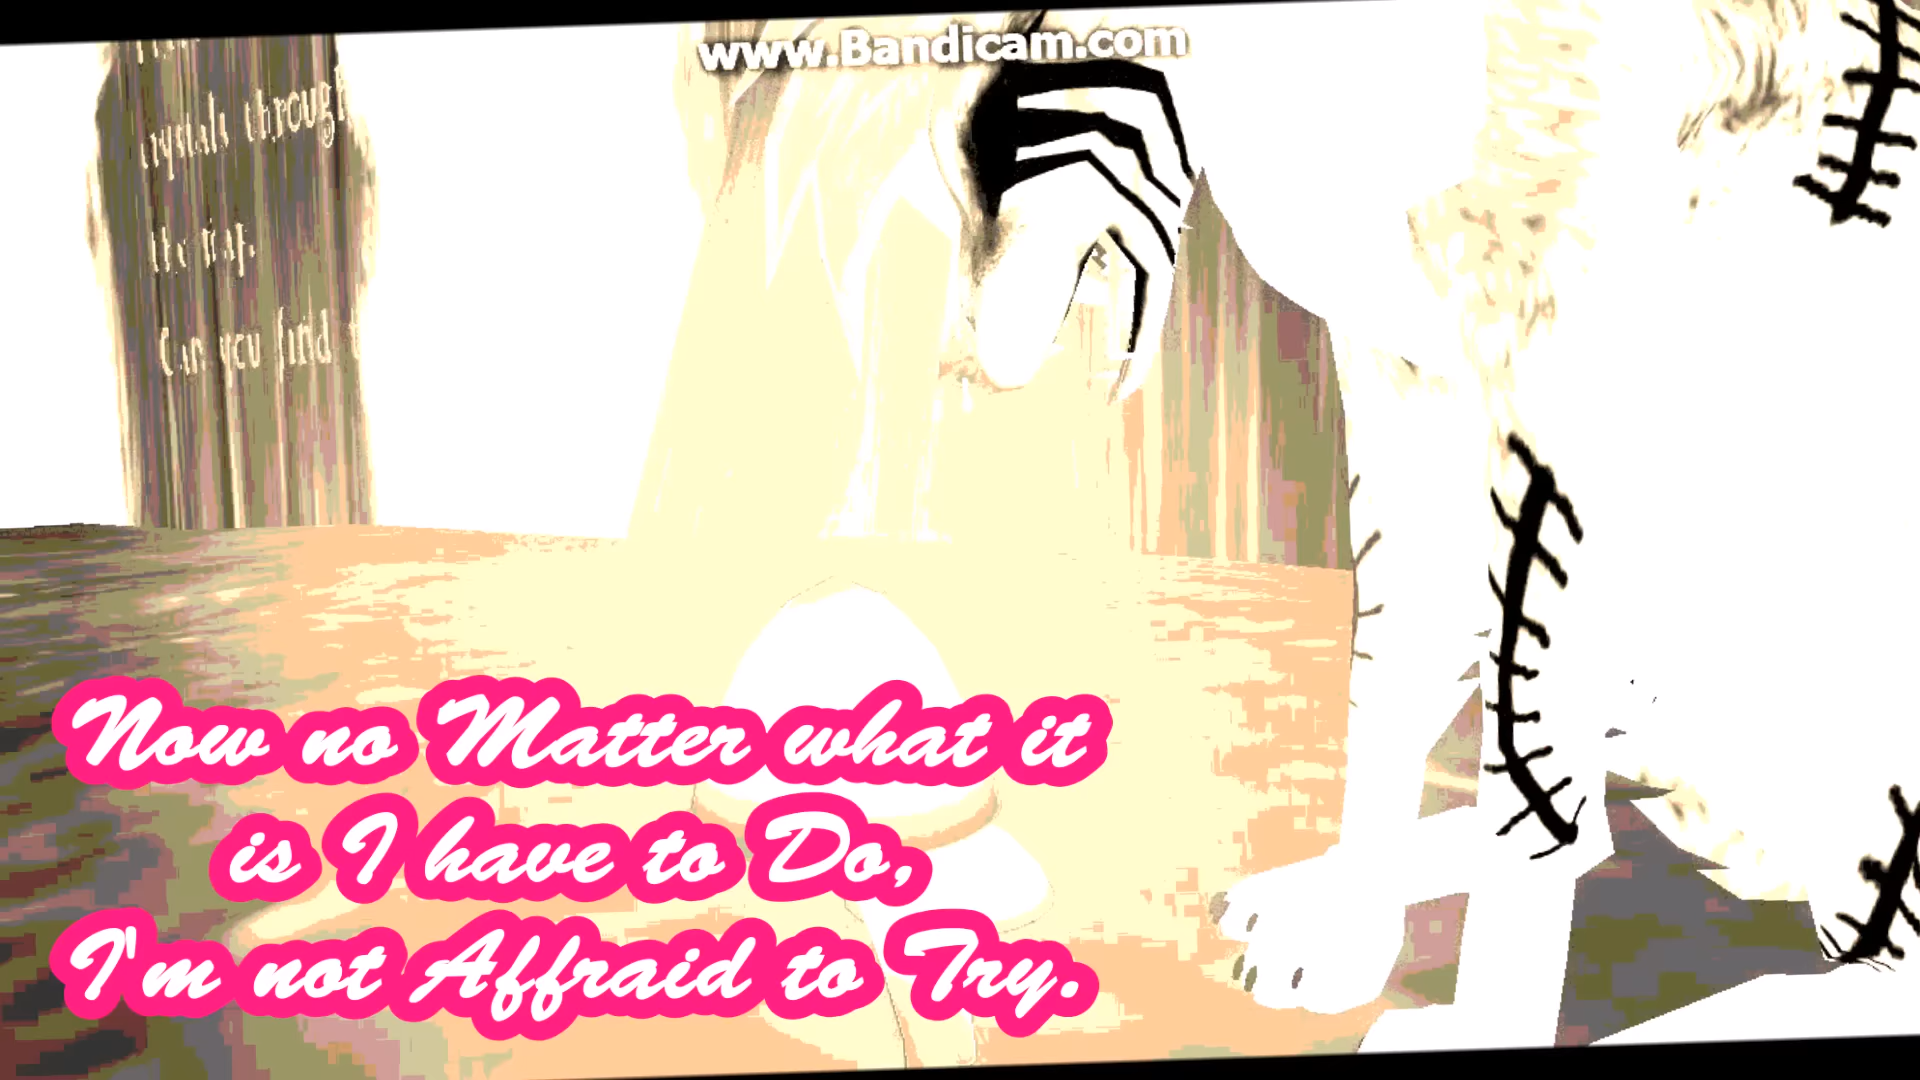 www.Bandicam.com
crystals through
the map.
Can you find
Now no Matter what it
is I have to Do,
I'm not Affraid to Try.